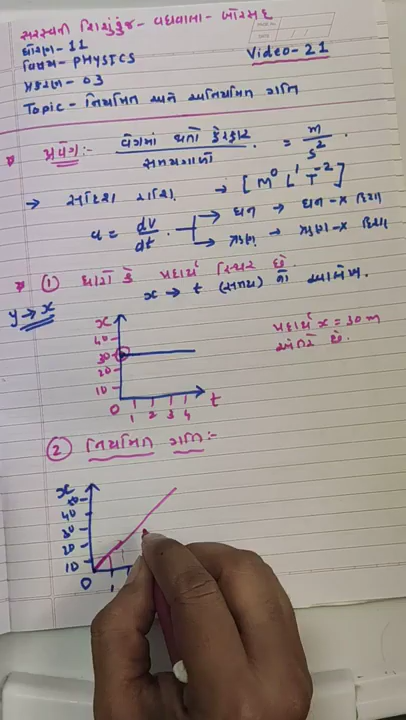 સરસ્વતી શિશુકુંજ - વધાવાલા - બોરસદ
ધોરણ - 11
વિષય - PHYSICS
Video - 21
પ્રકરણ - 03
Topic - નિયમિત અને અનિયમિત ગતિ
પ્રવેગ :- વેગમાં થતો ફેરફાર / સમયગાળો = m / s²
→ સદિશ રાશિ. → [M⁰ L¹ T⁻²]
a = dv / dt
→ ધન → ધન-x દિશા
→ ઋણ → ઋણ-x દિશા
① ધારો કે પદાર્થ સ્થિર છે.
y → x
x → t (સમય) નો આલેખ.
x
40
30
20
10
0 1 2 3 4 t
પદાર્થ x = 30 m
અંતરે છે.
② નિયમિત ગતિ :-
x
50
40
30
20
10
0 1